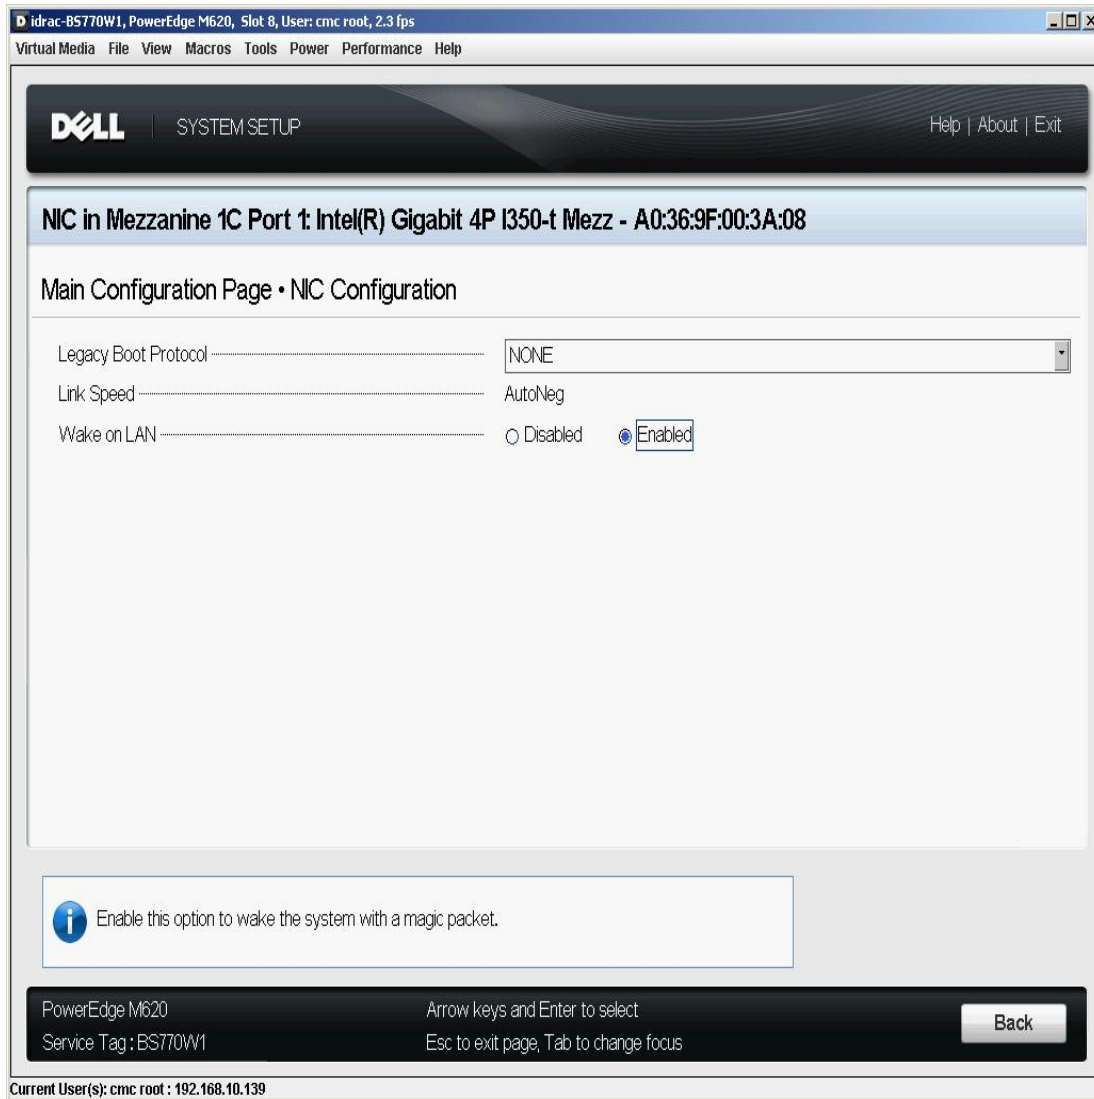 idrac-BS770W1, PowerEdge M620, Slot 8, User: cmc root, 2.3 fps
Virtual Media File View Macros Tools Power Performance Help
DELL SYSTEM SETUP Help | About | Exit
NIC in Mezzanine 1C Port 1: Intel(R) Gigabit 4P I350-t Mezz - A0:36:9F:00:3A:08
Main Configuration Page • NIC Configuration
Legacy Boot Protocol NONE
Link Speed AutoNeg
Wake on LAN Disabled Enabled
Enable this option to wake the system with a magic packet.
PowerEdge M620 Arrow keys and Enter to select
Service Tag : BS770W1 Esc to exit page, Tab to change focus
Back
Current User(s): cmc root : 192.168.10.139